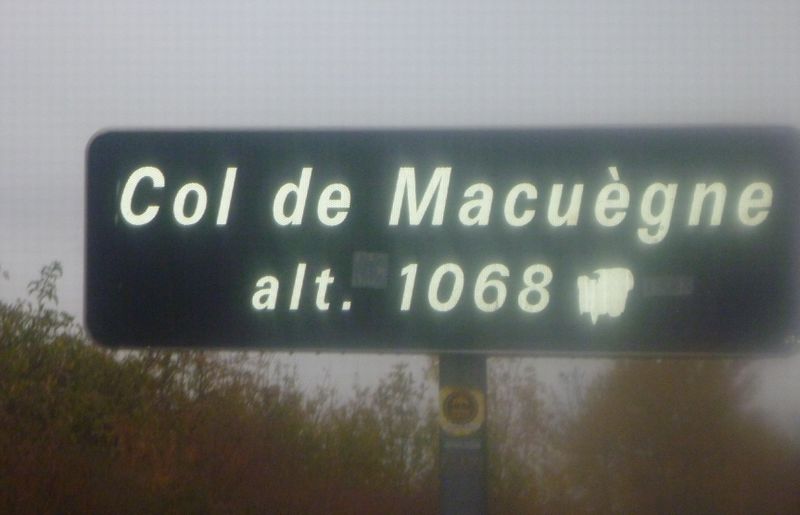 Col de Macuègne
alt. 1068